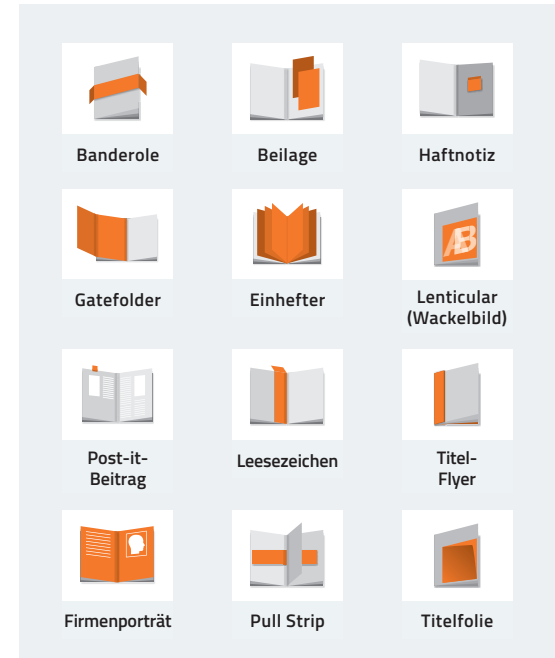 Banderole
Beilage
Haftnotiz
Gatefolder
Einhefter
Lenticular
(Wackelbild)
Post-it-
Beitrag
Leesezeichen
Titel-
Flyer
Firmenporträt
Pull Strip
Titelfolie